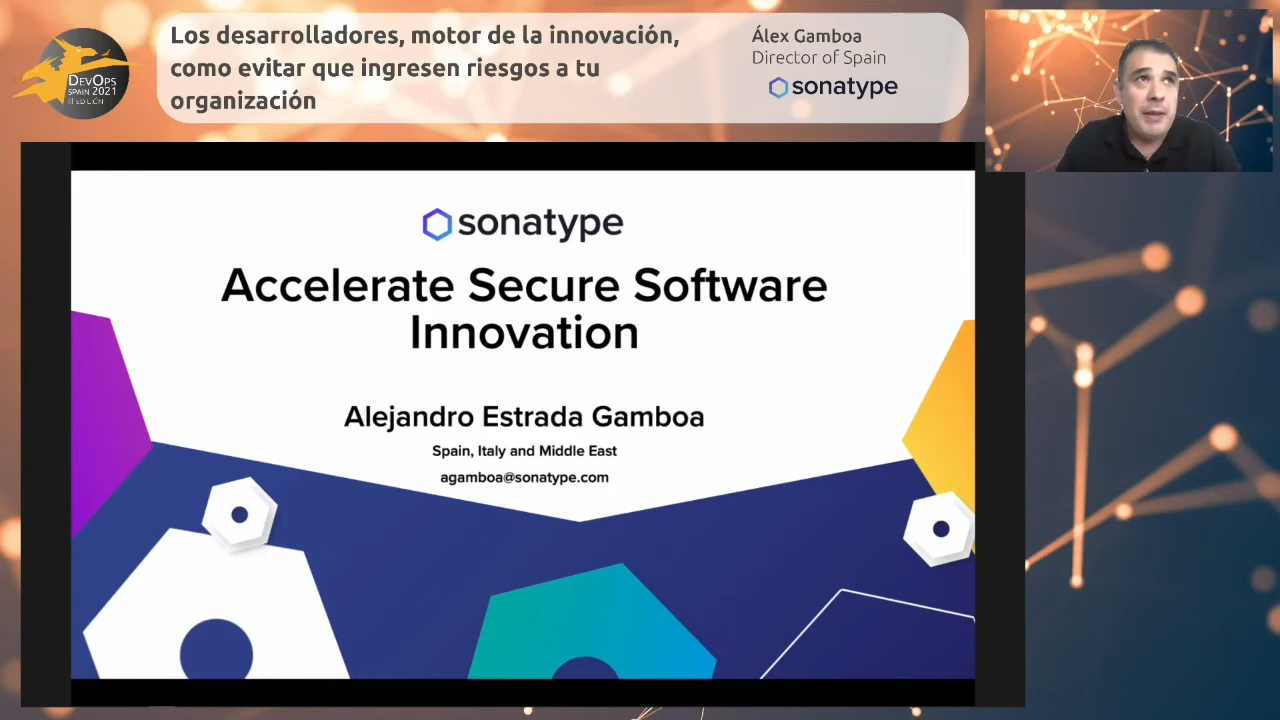 Los desarrolladores, motor de la innovación,
como evitar que ingresen riesgos a tu
organización
Álex Gamboa
Director of Spain
sonatype
DEVOPS
SPAIN 2021
III EDICIÓN
sonatype
Accelerate Secure Software
Innovation
Alejandro Estrada Gamboa
Spain, Italy and Middle East
agamboa@sonatype.com